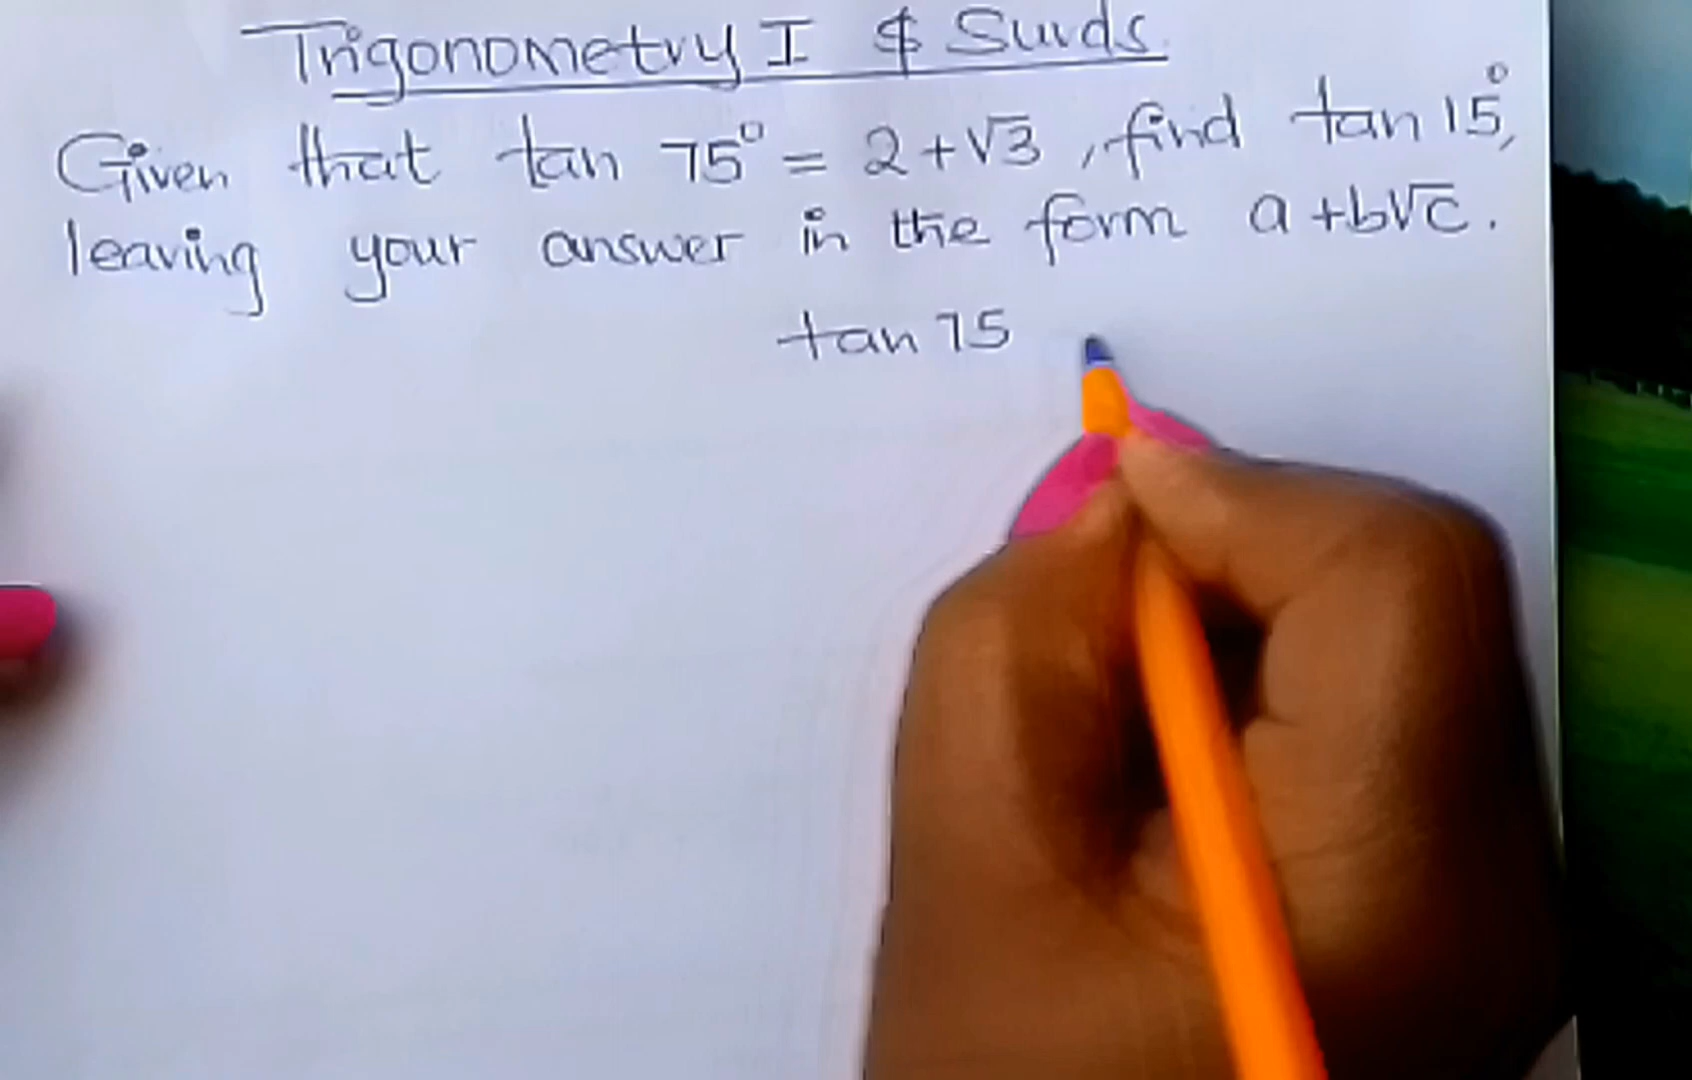 Trigonometry I & Surds
Given that tan 75° = 2+√3, find tan 15°,
leaving your answer in the form a+b√c.
tan 75